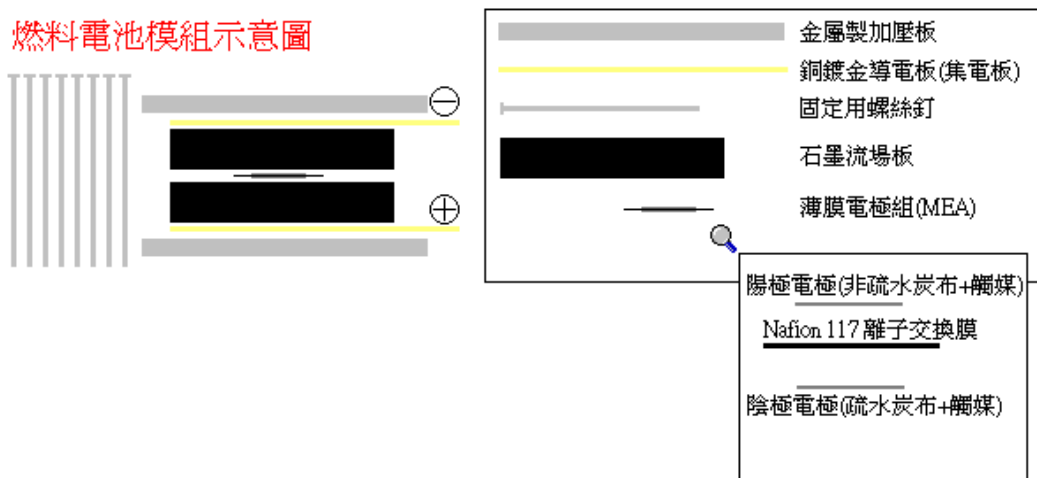 燃料電池模組示意圖
金屬製加壓板
銅鍍金導電板(集電板)
固定用螺絲釘
石墨流場板
薄膜電極組(MEA)
陽極電極(非疏水炭布+觸媒)
Nafion 117 離子交換膜
陰極電極(疏水炭布+觸媒)